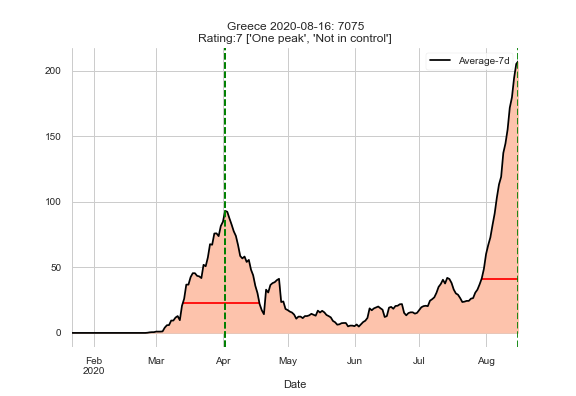 Greece 2020-08-16: 7075
Rating:7 ['One peak', 'Not in control']
Average-7d
200
150
100
50
0
Feb
2020
Mar
Apr
May
Jun
Jul
Aug
Date